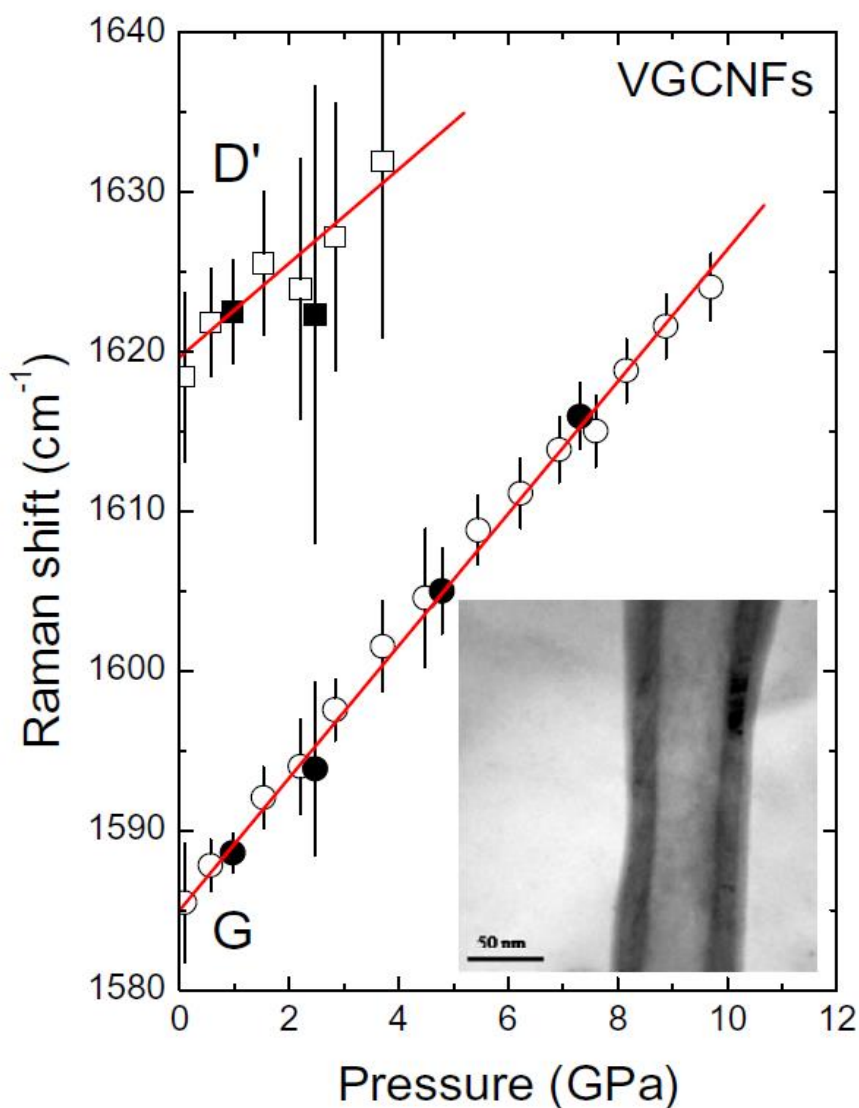 VGCNFs
D'
G
1640
1630
1620
1610
1600
1590
1580
Raman shift (cm⁻¹)
50 nm
0 2 4 6 8 10 12
Pressure (GPa)